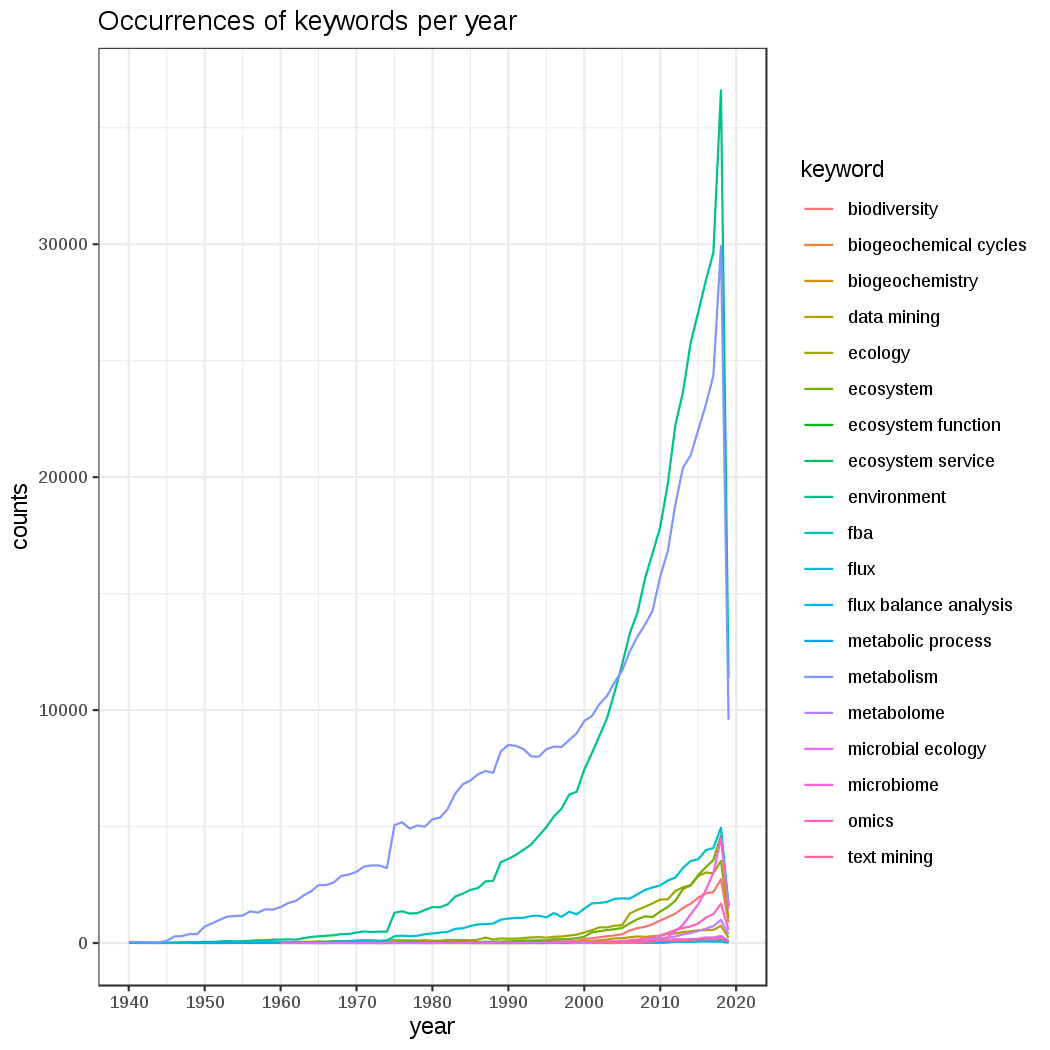 Occurrences of keywords per year
30000
20000
10000
0
counts
1940 1950 1960 1970 1980 1990 2000 2010 2020
year
keyword
biodiversity
biogeochemical cycles
biogeochemistry
data mining
ecology
ecosystem
ecosystem function
ecosystem service
environment
fba
flux
flux balance analysis
metabolic process
metabolism
metabolome
microbial ecology
microbiome
omics
text mining